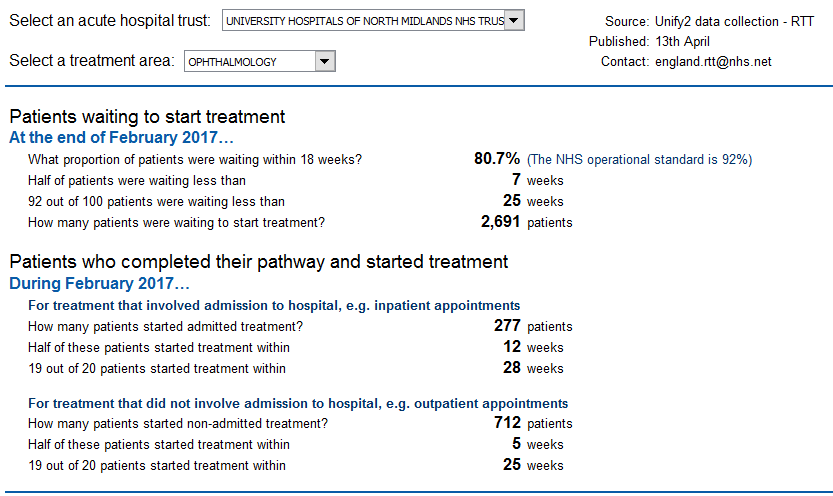 Select an acute hospital trust: UNIVERSITY HOSPITALS OF NORTH MIDLANDS NHS TRUS
Source: Unify2 data collection - RTT
Published: 13th April
Select a treatment area: OPHTHALMOLOGY
Contact: england.rtt@nhs.net
Patients waiting to start treatment
At the end of February 2017…
What proportion of patients were waiting within 18 weeks? 80.7% (The NHS operational standard is 92%)
Half of patients were waiting less than 7 weeks
92 out of 100 patients were waiting less than 25 weeks
How many patients were waiting to start treatment? 2,691 patients
Patients who completed their pathway and started treatment
During February 2017…
For treatment that involved admission to hospital, e.g. inpatient appointments
How many patients started admitted treatment? 277 patients
Half of these patients started treatment within 12 weeks
19 out of 20 patients started treatment within 28 weeks
For treatment that did not involve admission to hospital, e.g. outpatient appointments
How many patients started non-admitted treatment? 712 patients
Half of these patients started treatment within 5 weeks
19 out of 20 patients started treatment within 25 weeks